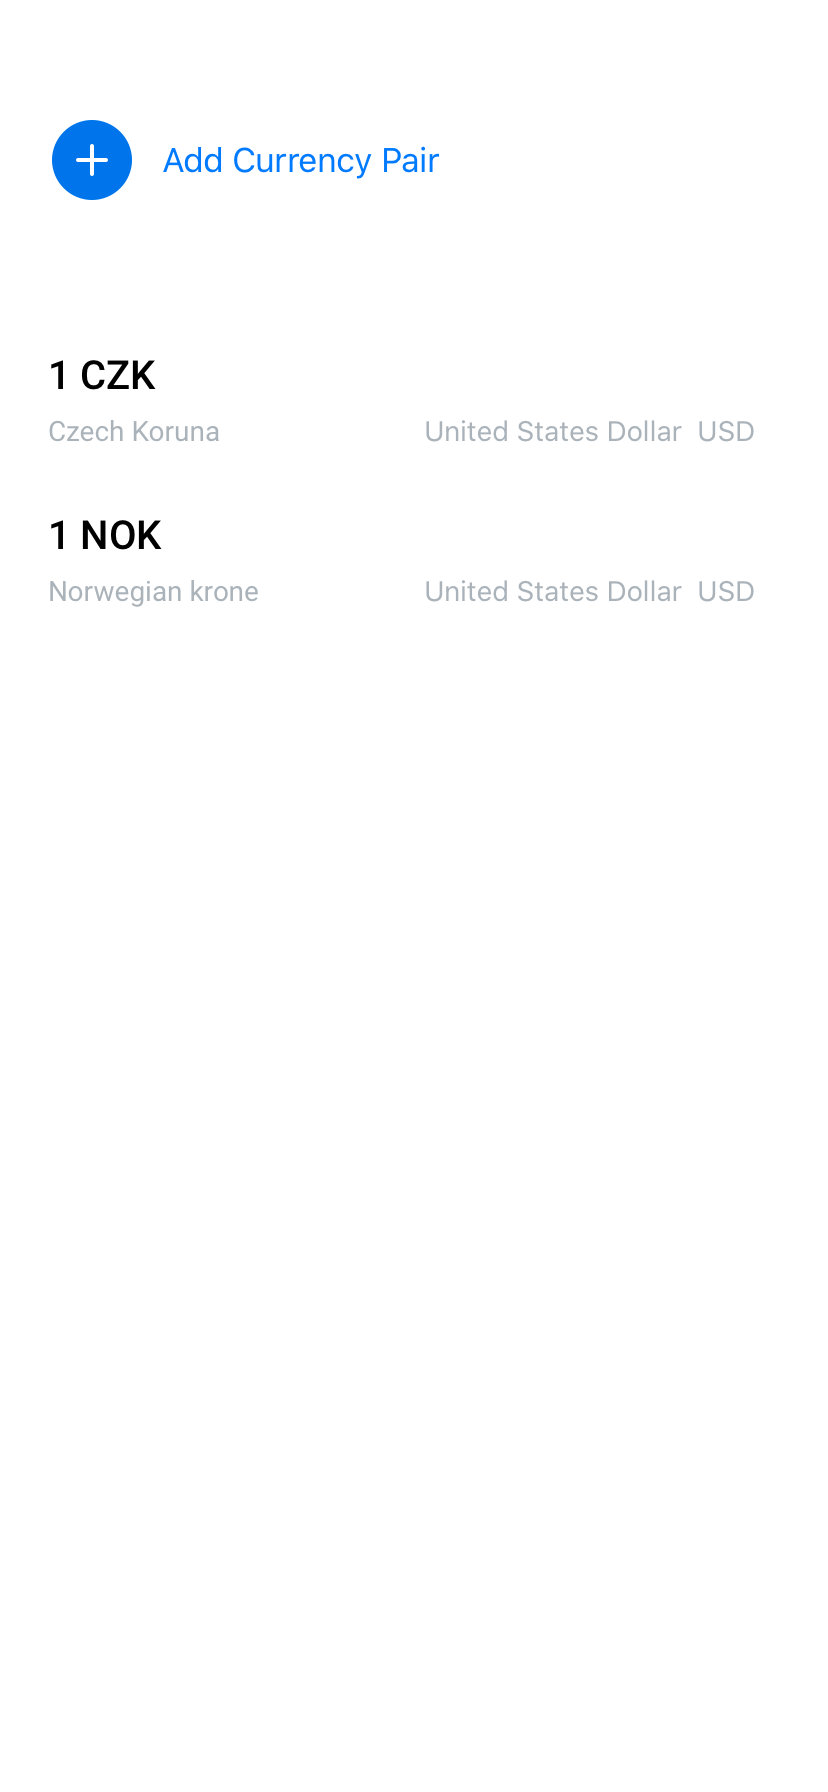 Add Currency Pair
1 CZK
Czech Koruna United States Dollar USD
1 NOK
Norwegian krone United States Dollar USD